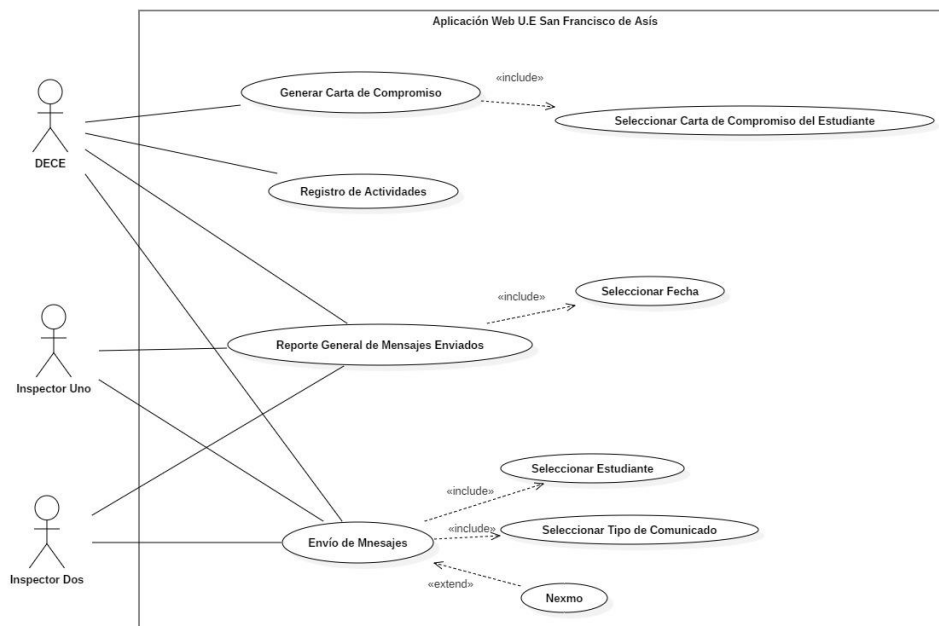 Aplicación Web U.E San Francisco de Asís
Generar Carta de Compromiso
«include»
Seleccionar Carta de Compromiso del Estudiante
DECE
Registro de Actividades
Seleccionar Fecha
«include»
Reporte General de Mensajes Enviados
Inspector Uno
Seleccionar Estudiante
«include»
Seleccionar Tipo de Comunicado
«include»
Envío de Mnesajes
Inspector Dos
«extend»
Nexmo